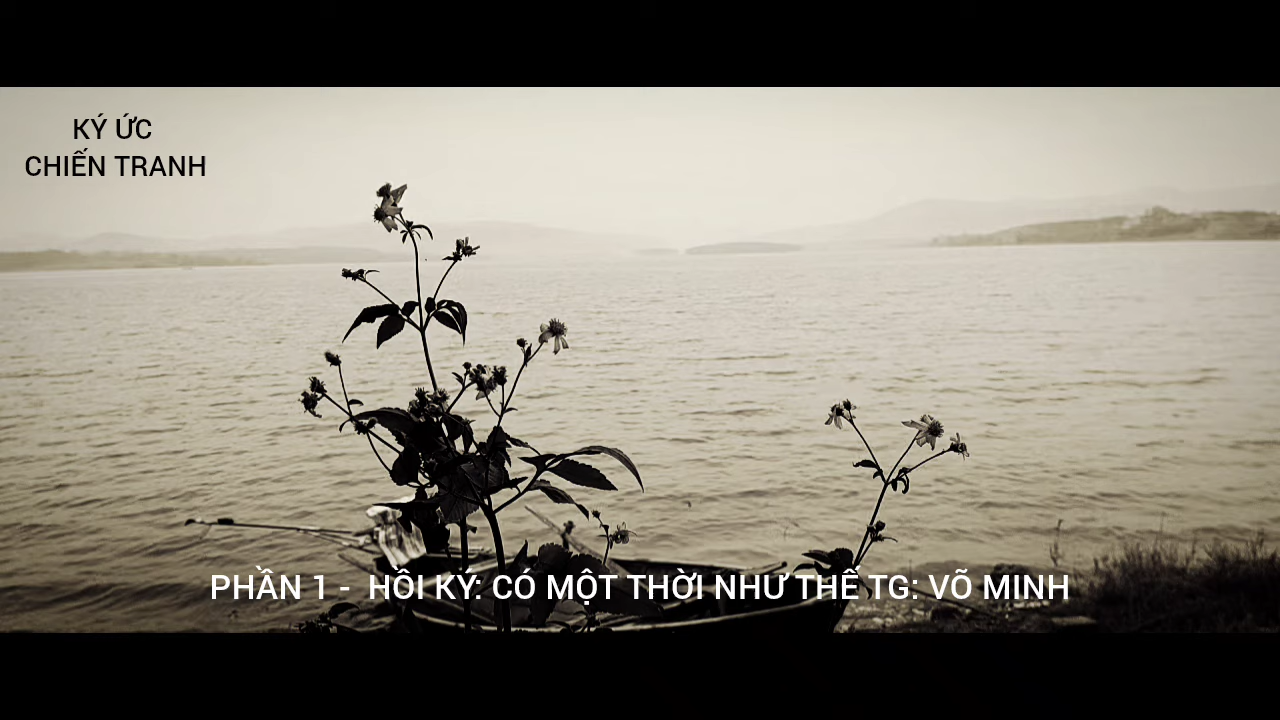 KÝ ỨC
CHIẾN TRANH
PHẦN 1 - HỒI KÝ: CÓ MỘT THỜI NHƯ THẾ TG: VÕ MINH